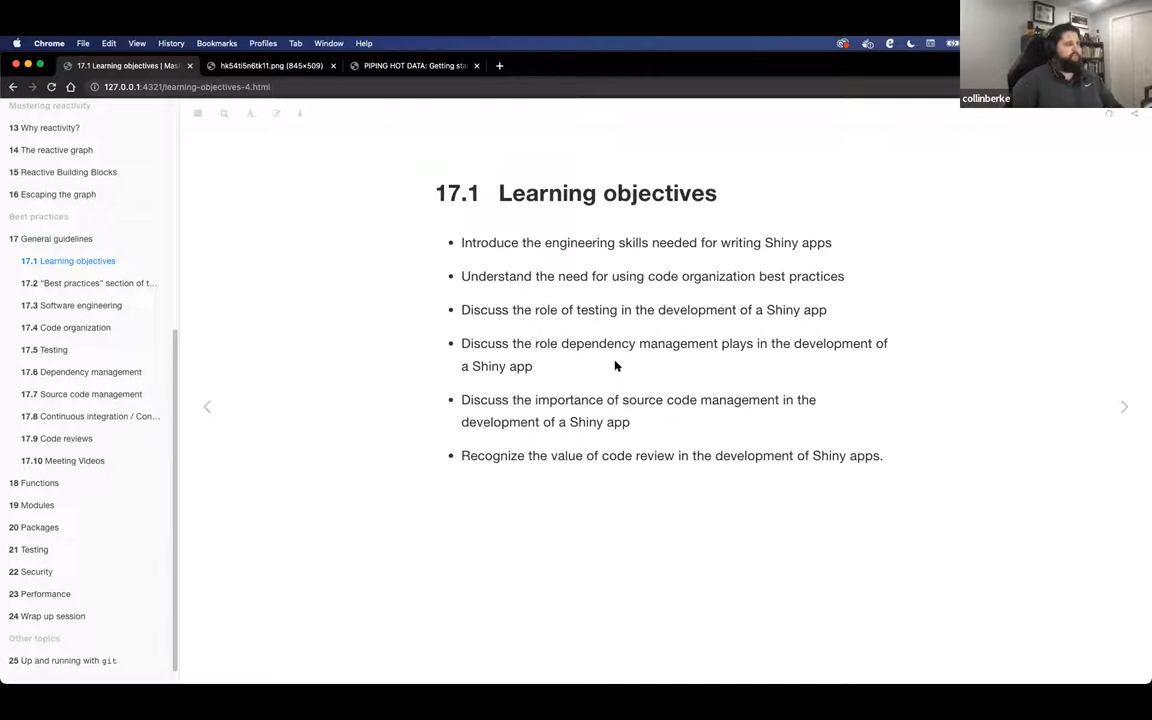 Chrome File Edit View History Bookmarks Profiles Tab Window Help
17.1 Learning objectives | Mas
hk54ti5n6tk11.png (845×509)
PIPING HOT DATA: Getting sta
127.0.0.1:4321/learning-objectives-4.html
collinberke
Mastering reactivity
13 Why reactivity?
14 The reactive graph
15 Reactive Building Blocks
16 Escaping the graph
Best practices
17 General guidelines
17.1 Learning objectives
17.2 "Best practices" section of t...
17.3 Software engineering
17.4 Code organization
17.5 Testing
17.6 Dependency management
17.7 Source code management
17.8 Continuous integration / Con...
17.9 Code reviews
17.10 Meeting Videos
18 Functions
19 Modules
20 Packages
21 Testing
22 Security
23 Performance
24 Wrap up session
Other topics
25 Up and running with git
17.1 Learning objectives
• Introduce the engineering skills needed for writing Shiny apps
• Understand the need for using code organization best practices
• Discuss the role of testing in the development of a Shiny app
• Discuss the role dependency management plays in the development of
a Shiny app
• Discuss the importance of source code management in the
development of a Shiny app
• Recognize the value of code review in the development of Shiny apps.